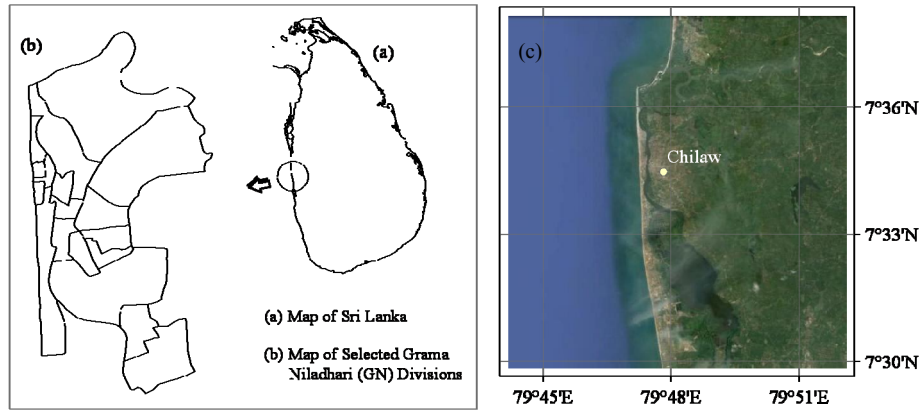 (b)
(a)
(a) Map of Sri Lanka
(b) Map of Selected Grama
Niladhari (GN) Divisions
(c)
Chilaw
7°36'N
7°33'N
7°30'N
79°45'E
79°48'E
79°51'E